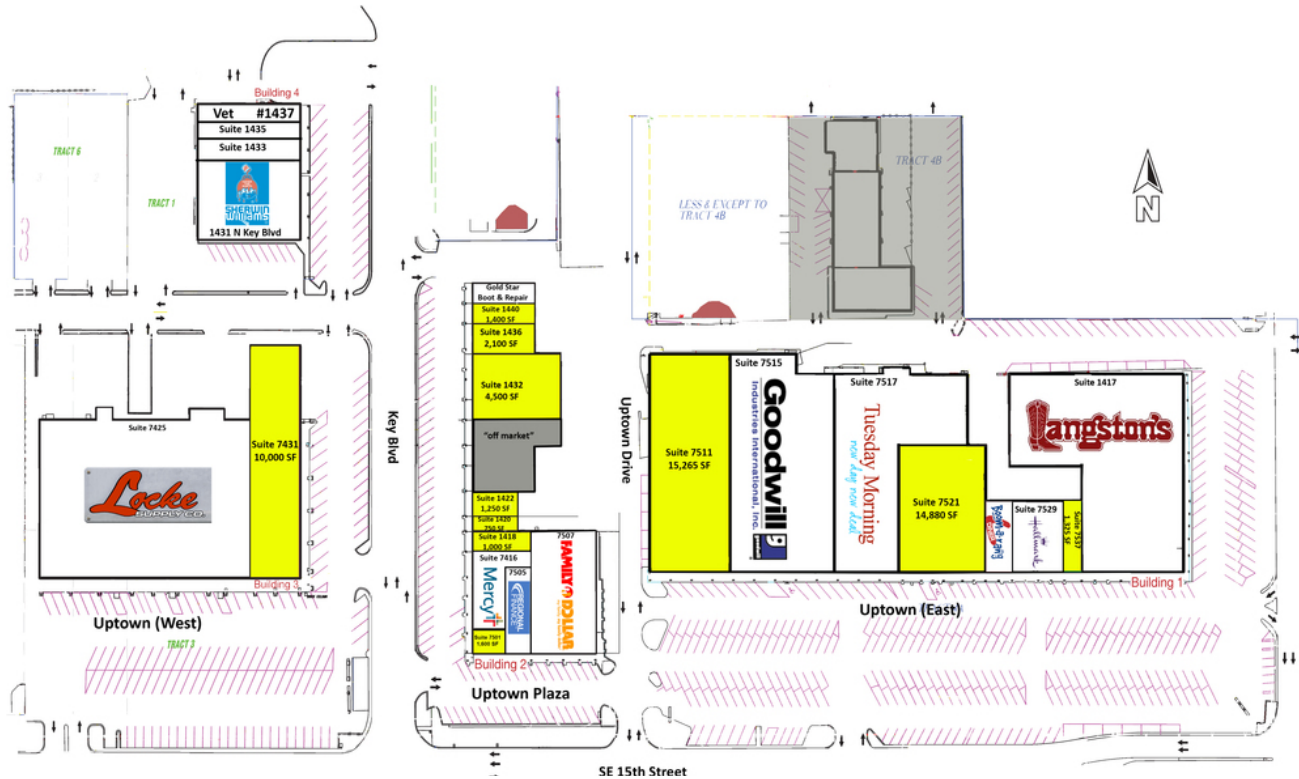 Building 4
Vet #1437
Suite 1435
Suite 1433
SHERWIN
WILLIAMS
1431 N Key Blvd
TRACT 6
TRACT 1
TRACT 4B
LESS & EXCEPT TO
TRACT 4B
N
Gold Star
Boot & Repair
Suite 1440
1,400 SF
Suite 1436
2,100 SF
Suite 1432
4,500 SF
"off market"
Suite 1422
1,250 SF
Suite 1420
750 SF
Suite 1418
1,000 SF
Suite 7416
Mercy
7505
REGIONAL
FINANCE
7507
FAMILY DOLLAR
Suite 7501
1,600 SF
Building 2
Uptown Plaza
Key Blvd
Uptown Drive
Suite 7425
Locke
SUPPLY CO.
Suite 7431
10,000 SF
Building 3
Uptown (West)
TRACT 3
Suite 7511
15,265 SF
Suite 7515
Goodwill
Industries International, Inc.
Suite 7517
Tuesday Morning
new day new deal
Suite 7521
14,880 SF
Boom-a-rang
Suite 7529
Hallmark
Suite 7537
1,325 SF
Suite 1417
Langston's
Building 1
Uptown (East)
SE 15th Street